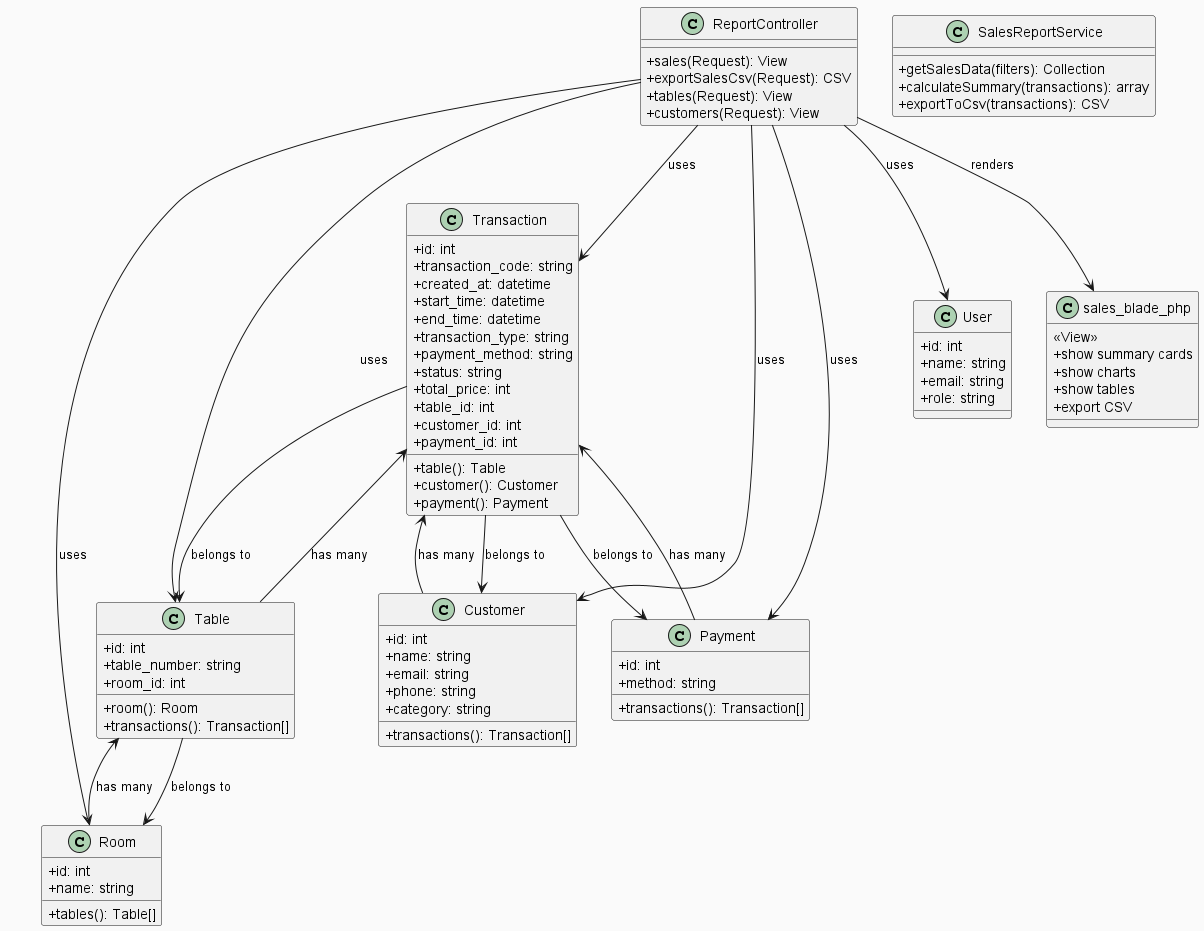 C ReportController
+sales(Request): View
+exportSalesCsv(Request): CSV
+tables(Request): View
+customers(Request): View
C SalesReportService
+getSalesData(filters): Collection
+calculateSummary(transactions): array
+exportToCsv(transactions): CSV
uses
uses
renders
C Transaction
+id: int
+transaction_code: string
+created_at: datetime
+start_time: datetime
+end_time: datetime
+transaction_type: string
+payment_method: string
+status: string
+total_price: int
+table_id: int
+customer_id: int
+payment_id: int
+table(): Table
+customer(): Customer
+payment(): Payment
C User
+id: int
+name: string
+email: string
+role: string
C sales_blade_php
«View»
+show summary cards
+show charts
+show tables
+export CSV
uses
uses
uses
uses
belongs to
has many
has many
belongs to
belongs to
has many
C Table
+id: int
+table_number: string
+room_id: int
+room(): Room
+transactions(): Transaction[]
C Customer
+id: int
+name: string
+email: string
+phone: string
+category: string
+transactions(): Transaction[]
C Payment
+id: int
+method: string
+transactions(): Transaction[]
has many
belongs to
C Room
+id: int
+name: string
+tables(): Table[]